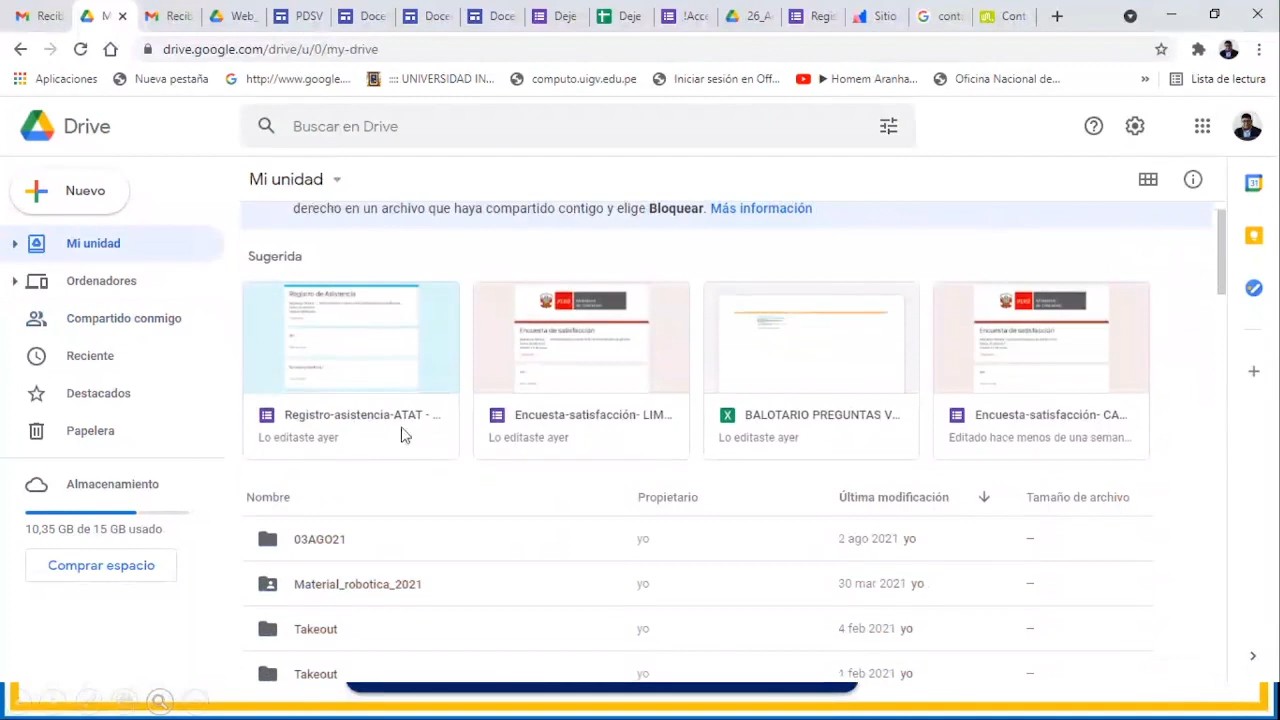 Recib
M
Recib
Web_
PDSV
Doce
Doce
Doce
Deje
Deje
!Acc
26_A
Regis
Sitio
cont
Cont
drive.google.com/drive/u/0/my-drive
Aplicaciones
Nueva pestaña
http://www.google....
:::: UNIVERSIDAD IN...
computo.uigv.edu.pe
Iniciar sesión en Off...
▶ Homem Aranha...
Oficina Nacional de...
»
Lista de lectura
Drive
Buscar en Drive
Nuevo
Mi unidad
derecho en un archivo que haya compartido contigo y elige Bloquear. Más información
Mi unidad
Ordenadores
Compartido conmigo
Reciente
Destacados
Papelera
Almacenamiento
10,35 GB de 15 GB usado
Comprar espacio
Sugerida
Registro de Asistencia
PERÚ
Encuesta de satisfacción
PERÚ
Encuesta de satisfacción
Registro-asistencia-ATAT - ...
Lo editaste ayer
Encuesta-satisfacción- LIM...
Lo editaste ayer
BALOTARIO PREGUNTAS V...
Lo editaste ayer
Encuesta-satisfacción- CA...
Editado hace menos de una seman...
Nombre Propietario Última modificación Tamaño de archivo
03AGO21 yo 2 ago 2021 yo —
Material_robotica_2021 yo 30 mar 2021 yo —
Takeout yo 4 feb 2021 yo —
Takeout yo 4 feb 2021 yo —
31